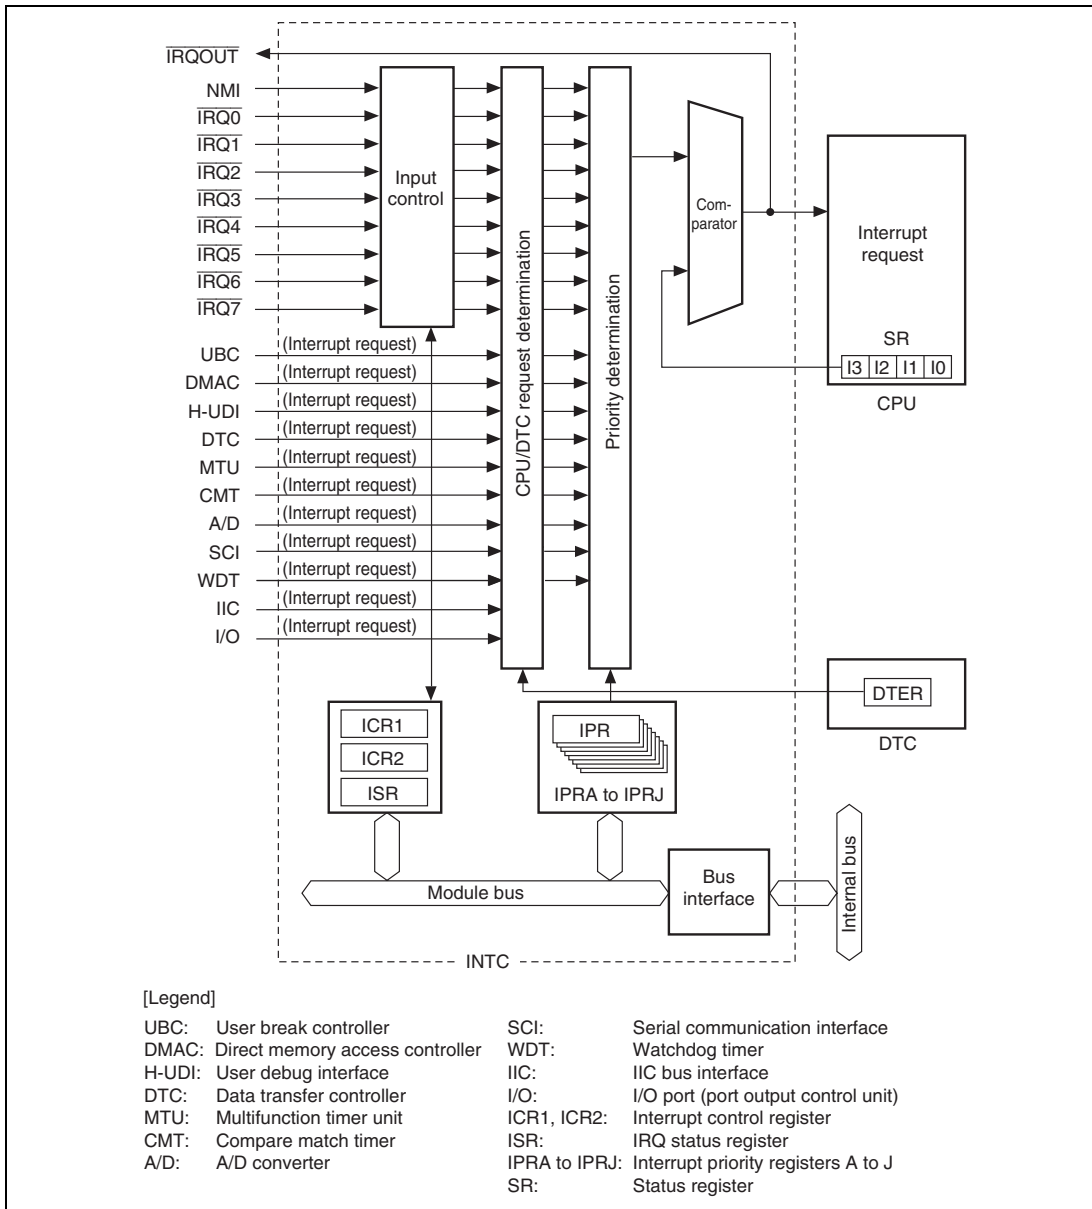 IRQOUT
NMI
IRQ0
IRQ1
IRQ2
IRQ3
IRQ4
IRQ5
IRQ6
IRQ7
Input
control
UBC (Interrupt request)
DMAC (Interrupt request)
H-UDI (Interrupt request)
DTC (Interrupt request)
MTU (Interrupt request)
CMT (Interrupt request)
A/D (Interrupt request)
SCI (Interrupt request)
WDT (Interrupt request)
IIC (Interrupt request)
I/O (Interrupt request)
CPU/DTC request determination
Priority determination
Com-
parator
Interrupt
request
SR
I3 I2 I1 I0
CPU
DTER
DTC
ICR1
ICR2
ISR
IPR
IPRA to IPRJ
Module bus
Bus
interface
Internal bus
INTC
[Legend]
UBC: User break controller
DMAC: Direct memory access controller
H-UDI: User debug interface
DTC: Data transfer controller
MTU: Multifunction timer unit
CMT: Compare match timer
A/D: A/D converter
SCI: Serial communication interface
WDT: Watchdog timer
IIC: IIC bus interface
I/O: I/O port (port output control unit)
ICR1, ICR2: Interrupt control register
ISR: IRQ status register
IPRA to IPRJ: Interrupt priority registers A to J
SR: Status register